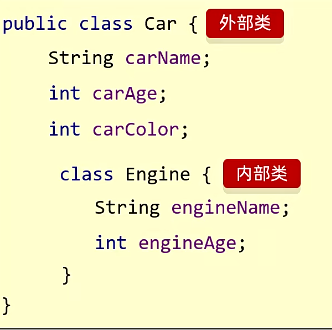 public class Car { 外部类
String carName;
int carAge;
int carColor;
class Engine { 内部类
String engineName;
int engineAge;
}
}